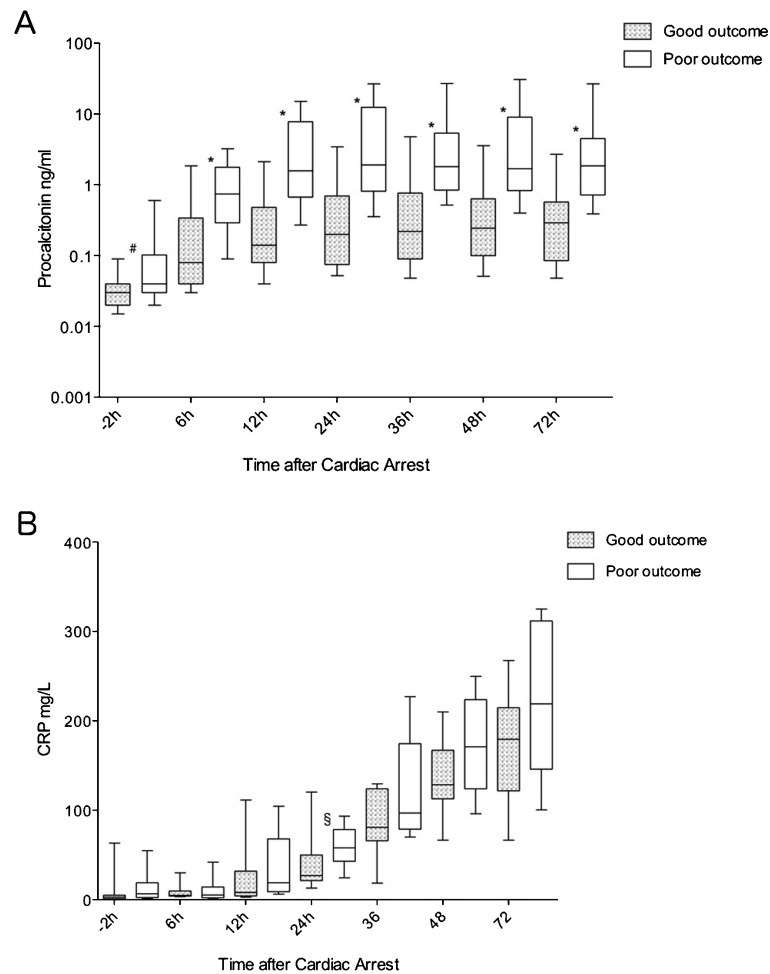 A
Good outcome
Poor outcome
100
10
1
0.1
0.01
0.001
Procalcitonin ng/ml
#
*
*
*
*
*
*
-2h
6h
12h
24h
36h
48h
72h
Time after Cardiac Arrest
B
Good outcome
Poor outcome
400
300
200
100
0
CRP mg/L
§
-2h
6h
12h
24h
36
48
72
Time after Cardiac Arrest